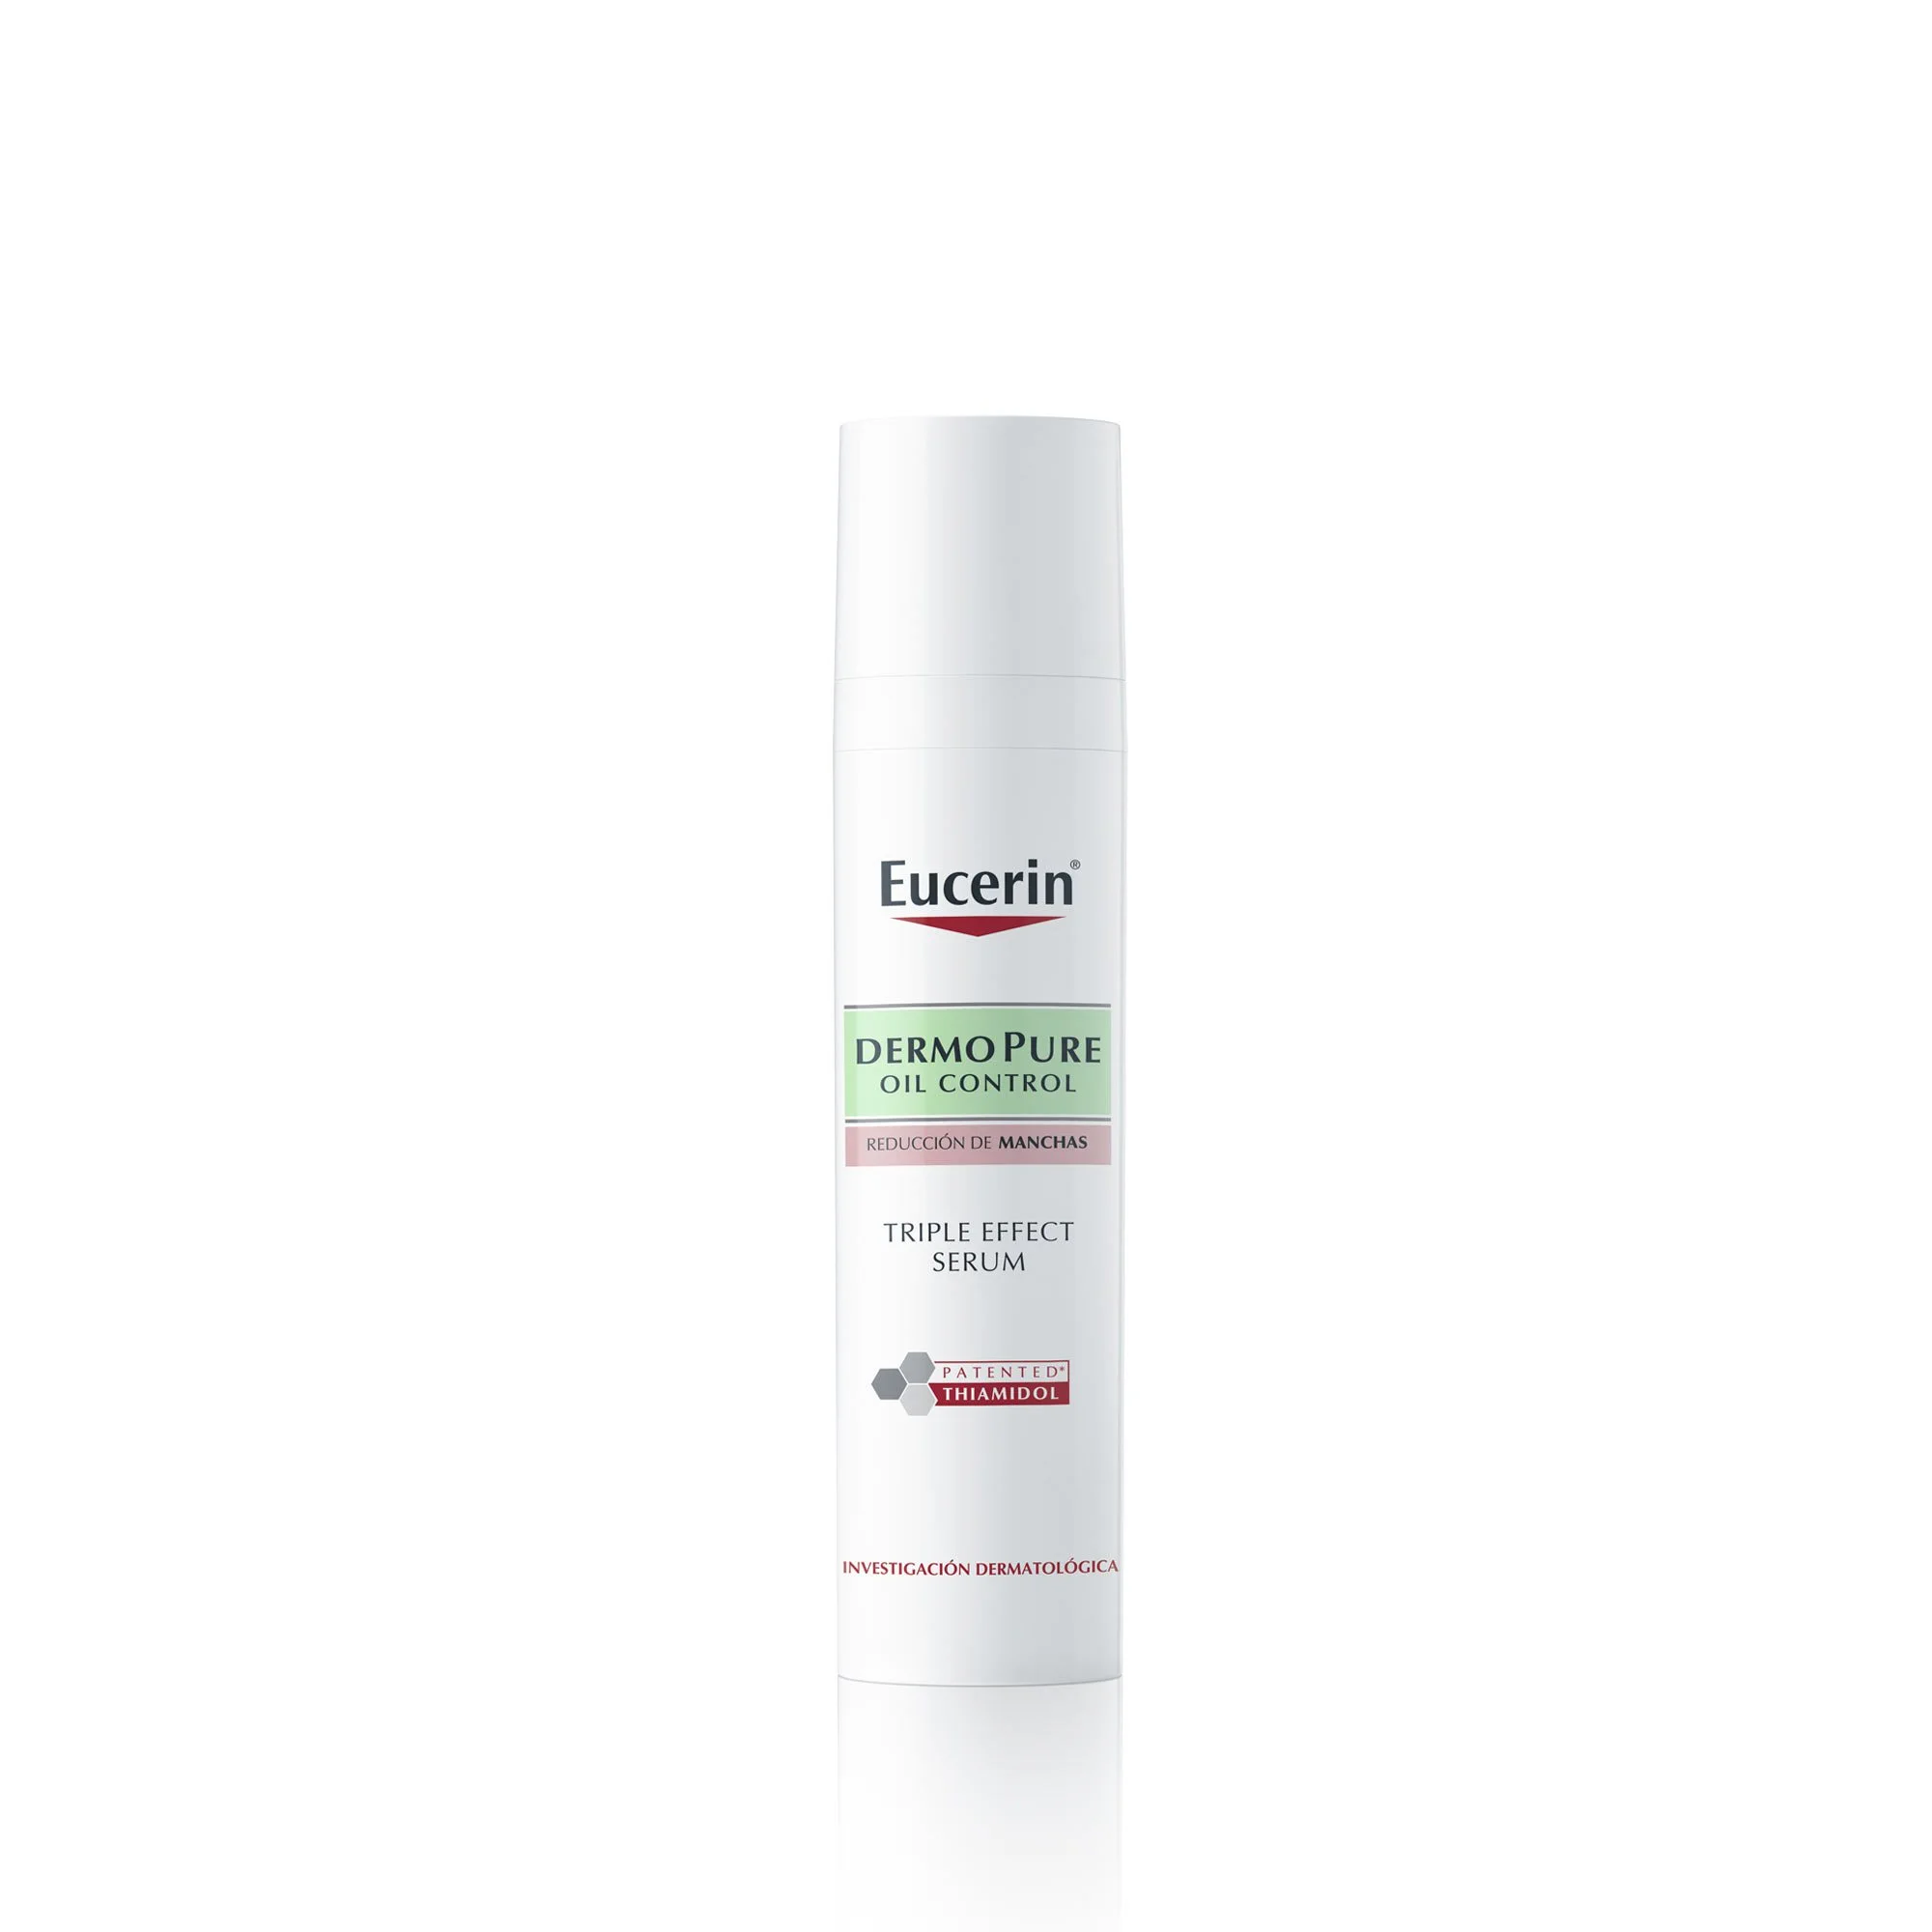 Eucerin®
DERMOPURE
OIL CONTROL
REDUCCIÓN DE MANCHAS
TRIPLE EFFECT
SERUM
PATENTED*
THIAMIDOL
INVESTIGACIÓN DERMATOLÓGICA